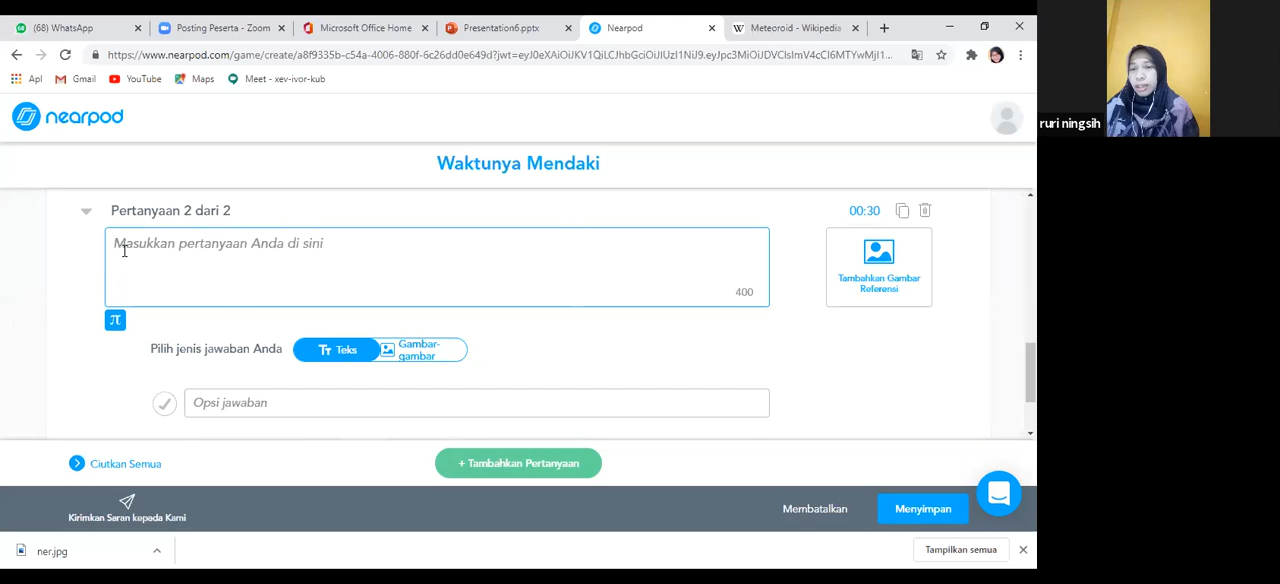 (68) WhatsApp
Posting Peserta - Zoom
Microsoft Office Home
Presentation6.pptx
Nearpod
Meteoroid - Wikipedia
https://www.nearpod.com/game/create/a8f9335b-c54a-4006-880f-6c26dd0e649d?jwt=eyJ0eXAiOiJKV1QiLCJhbGciOiJIUzI1NiJ9.eyJpc3MiOiJDVCIsImV4cCI6MTYwMjI1...
Apl
Gmail
YouTube
Maps
Meet - xev-ivor-kub
ruri ningsih
nearpod
Waktunya Mendaki
Pertanyaan 2 dari 2
00:30
Masukkan pertanyaan Anda di sini
400
Tambahkan Gambar
Referensi
π
Pilih jenis jawaban Anda
Tт Teks
Gambar-
gambar
Opsi jawaban
Ciutkan Semua
+ Tambahkan Pertanyaan
Kirimkan Saran kepada Kami
Membatalkan
Menyimpan
ner.jpg
Tampilkan semua